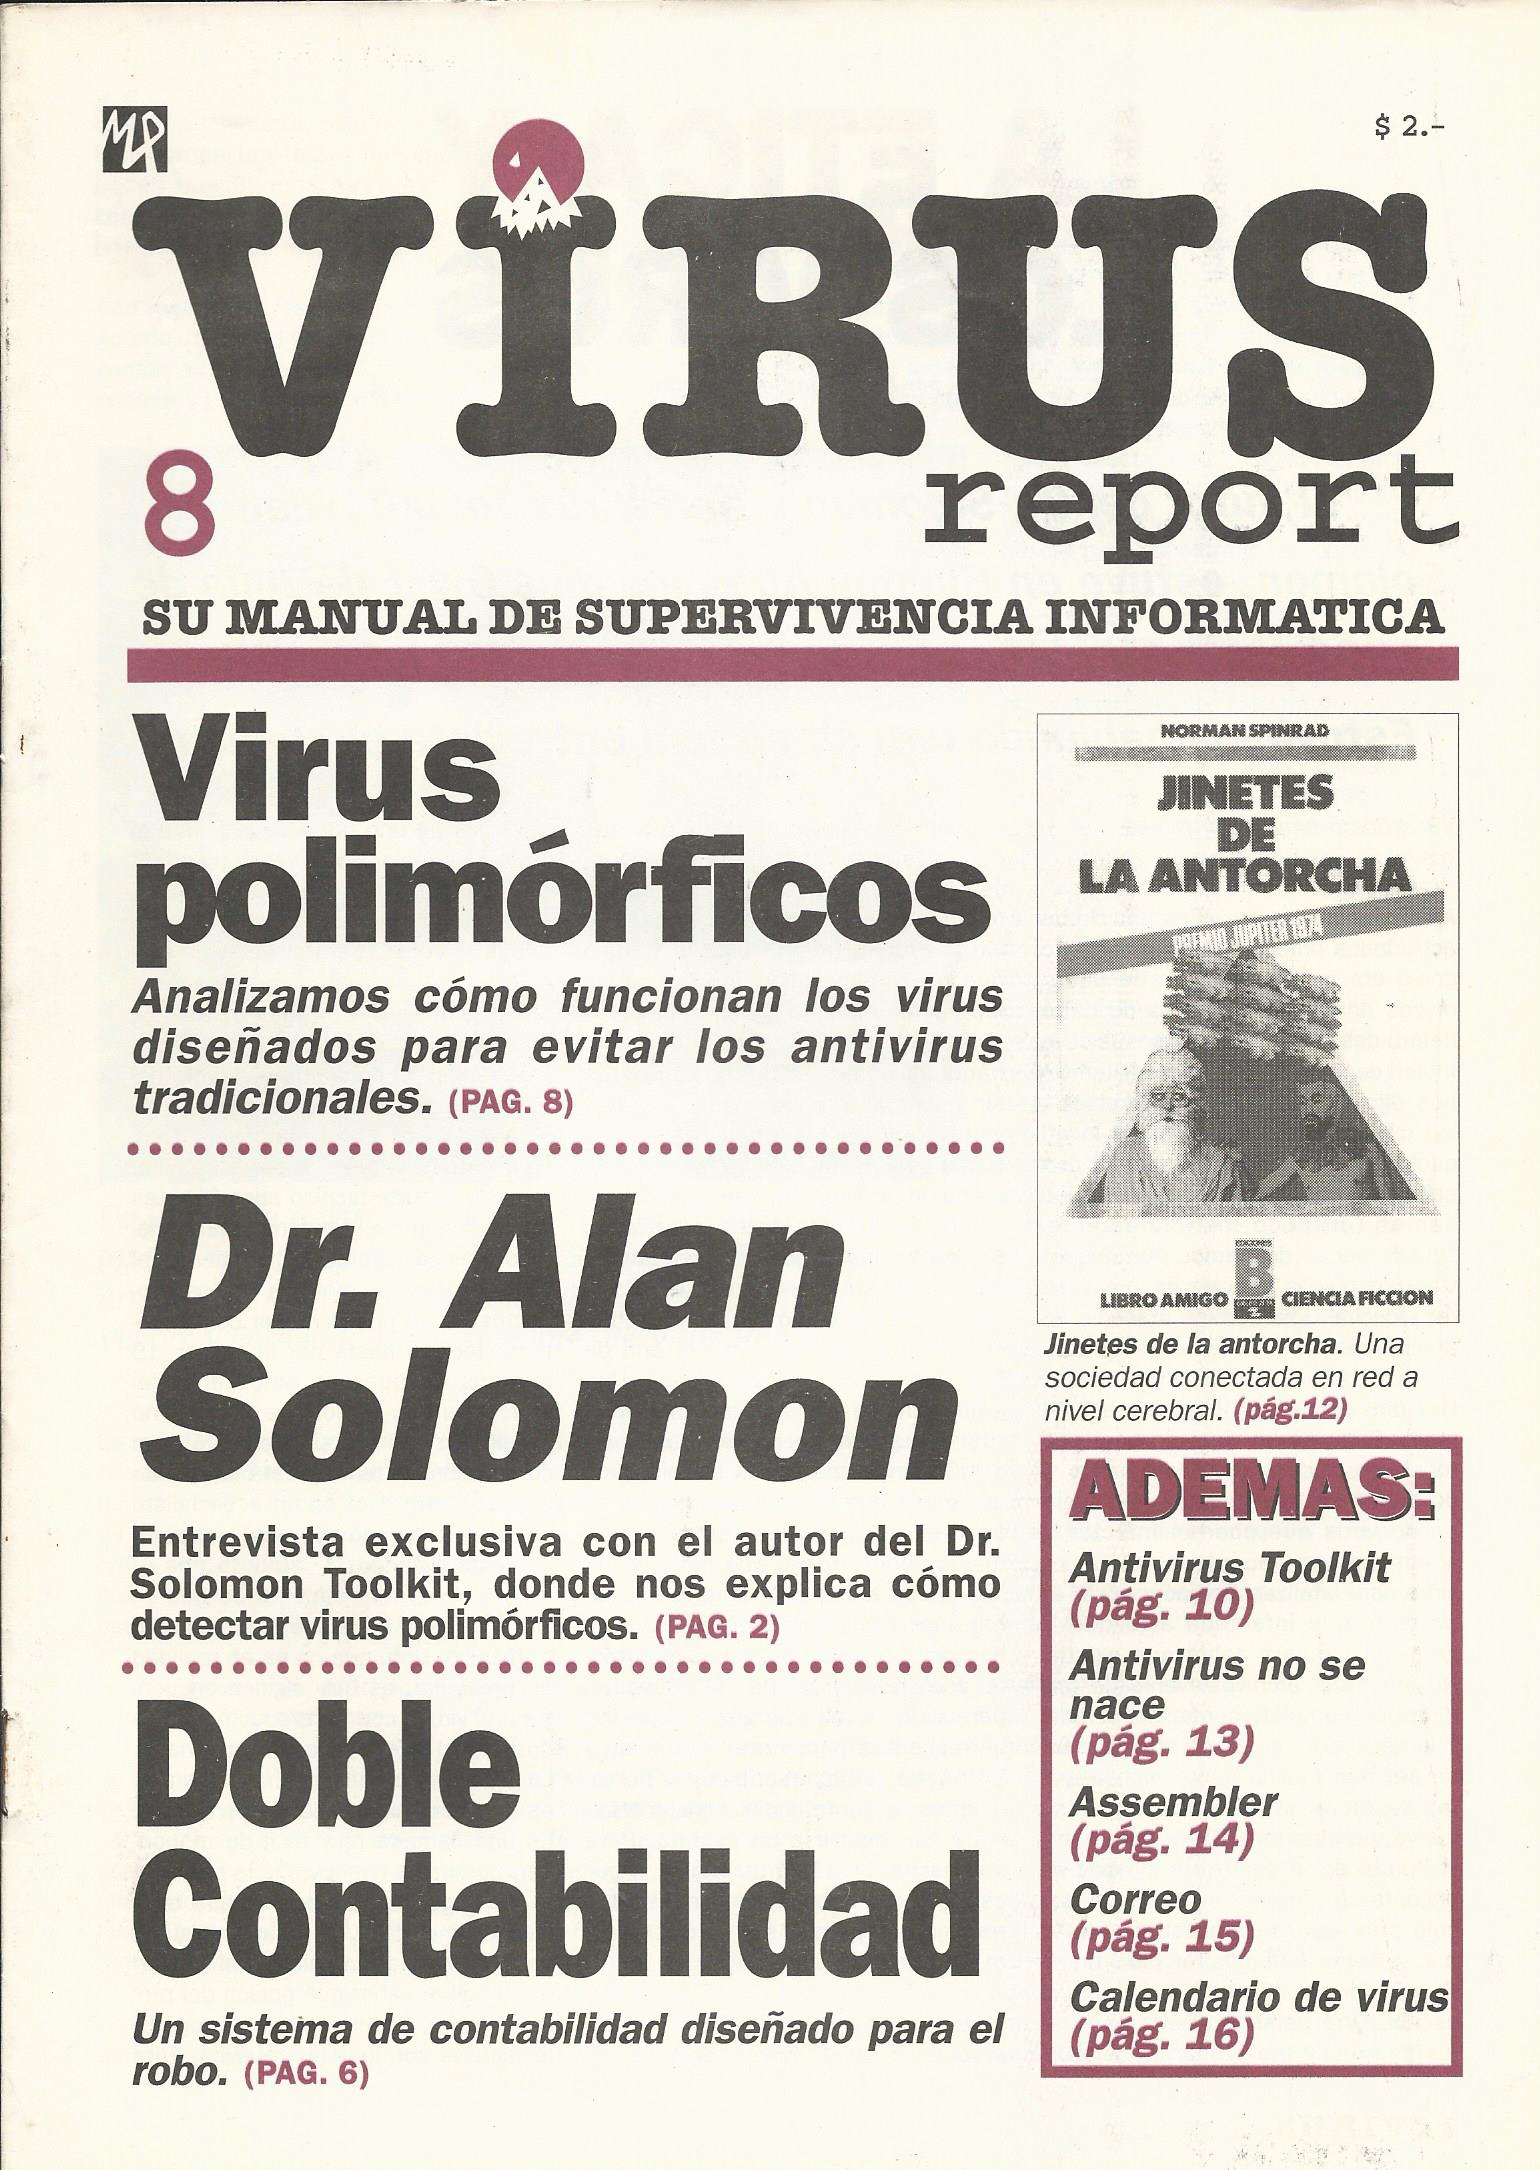 MP
$ 2.-
VIRUS
8
report
SU MANUAL DE SUPERVIVENCIA INFORMATICA
Virus
polimórficos
Analizamos cómo funcionan los virus
diseñados para evitar los antivirus
tradicionales. (PAG. 8)
Dr. Alan
Solomon
Entrevista exclusiva con el autor del Dr.
Solomon Toolkit, donde nos explica cómo
detectar virus polimórficos. (PAG. 2)
Doble
Contabilidad
Un sistema de contabilidad diseñado para el
robo. (PAG. 6)
NORMAN SPINRAD
JINETES
DE
LA ANTORCHA
PREMIO JUPITER 1974
LIBRO AMIGO B CIENCIA FICCION
Jinetes de la antorcha. Una
sociedad conectada en red a
nivel cerebral. (pág.12)
ADEMAS:
Antivirus Toolkit
(pág. 10)
Antivirus no se
nace
(pág. 13)
Assembler
(pág. 14)
Correo
(pág. 15)
Calendario de virus
(pág. 16)